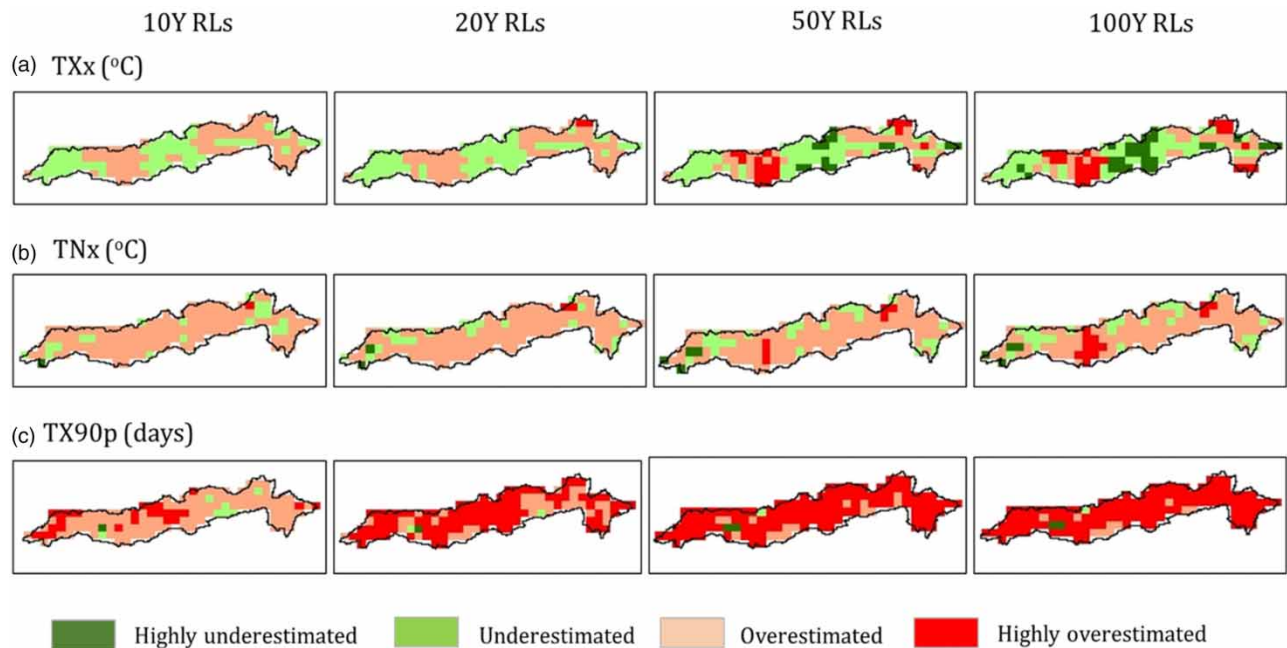 10Y RLs 20Y RLs 50Y RLs 100Y RLs
(a) TXx (°C)
(b) TNx (°C)
(c) TX90p (days)
Highly underestimated Underestimated Overestimated Highly overestimated